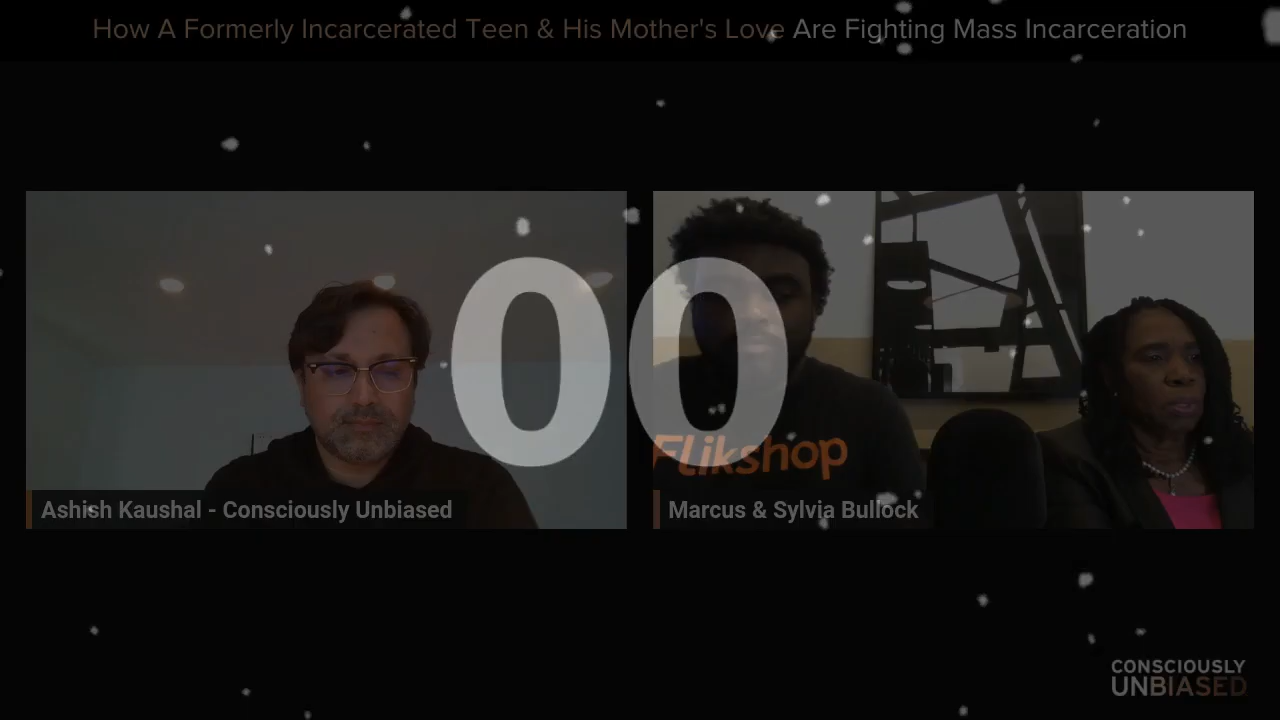 How A Formerly Incarcerated Teen & His Mother's Love Are Fighting Mass Incarceration
00
Flikshop
Ashish Kaushal - Consciously Unbiased
Marcus & Sylvia Bullock
CONSCIOUSLY
UNBIASED